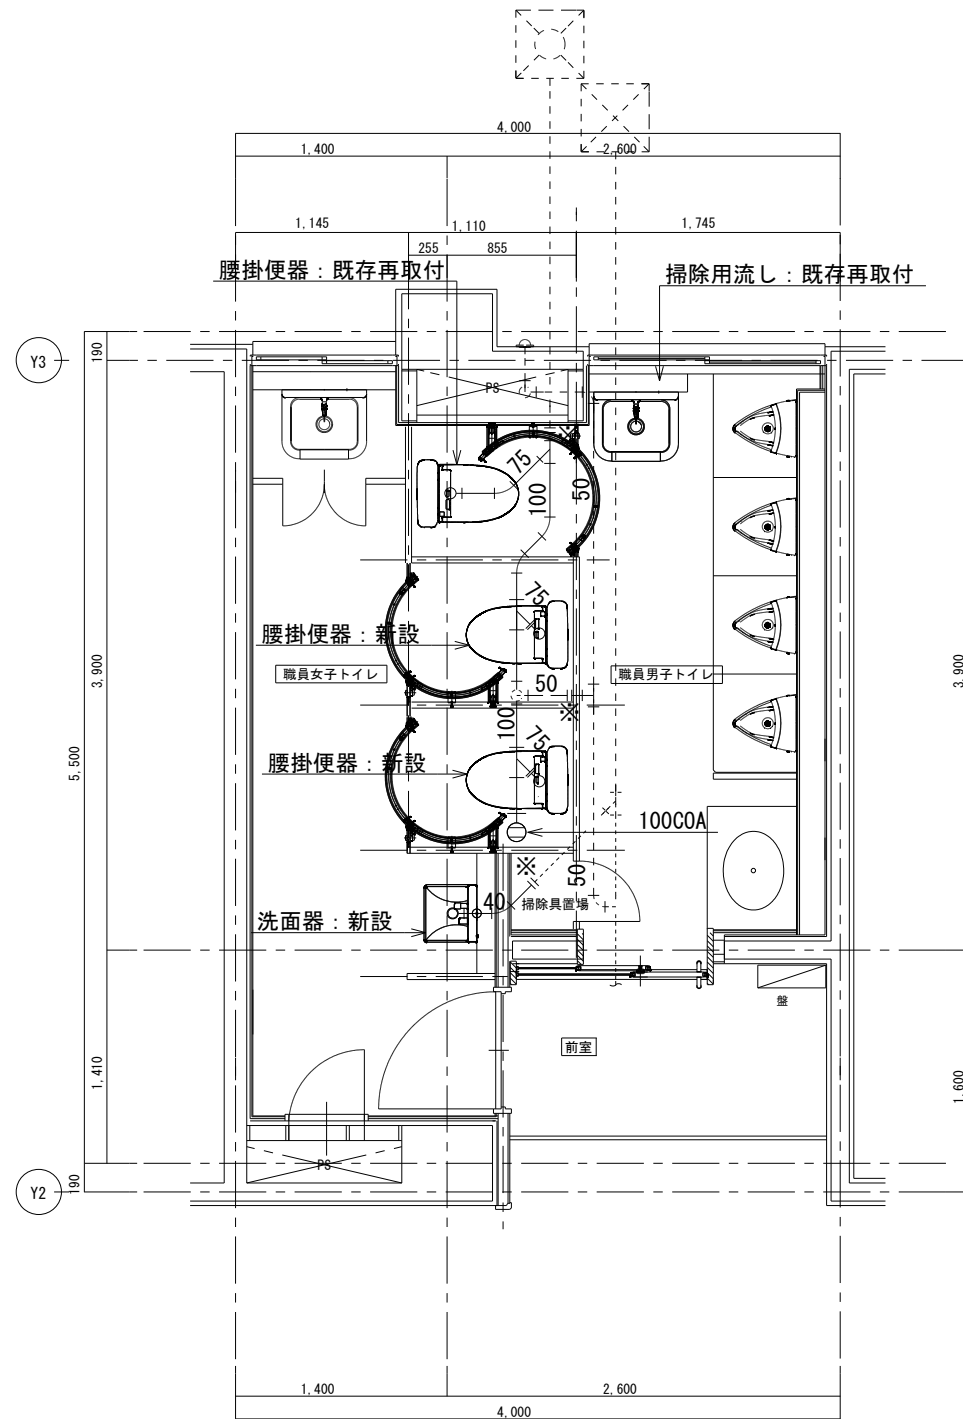 4,000
1,400
2,600
1,145
1,110
1,745
255
855
腰掛便器：既存再取付
掃除用流し：既存再取付
Y3
190
PS
※
75
100
50
75
腰掛便器：新設
職員女子トイレ
職員男子トイレ
3,900
3,900
50
※
5,500
100
75
腰掛便器：新設
100COA
※
50
40
掃除具置場
洗面器：新設
盤
前室
1,410
1,600
PS
Y2
190
1,400
2,600
4,000